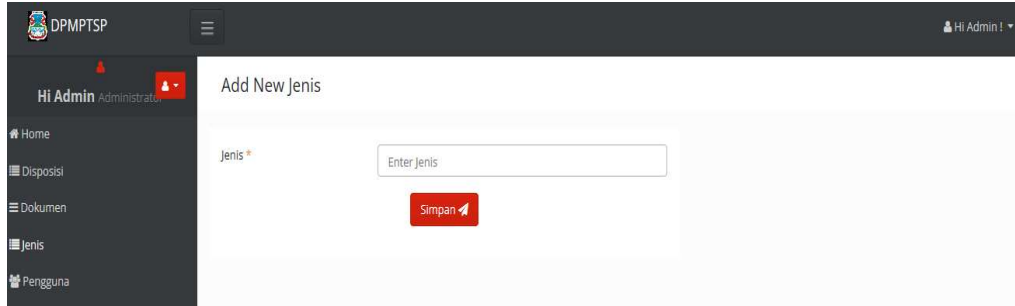 DPMPTSP
Hi Admin !
Hi Admin Administrator
Add New Jenis
Home
Disposisi
Dokumen
Jenis
Pengguna
Jenis *
Enter Jenis
Simpan